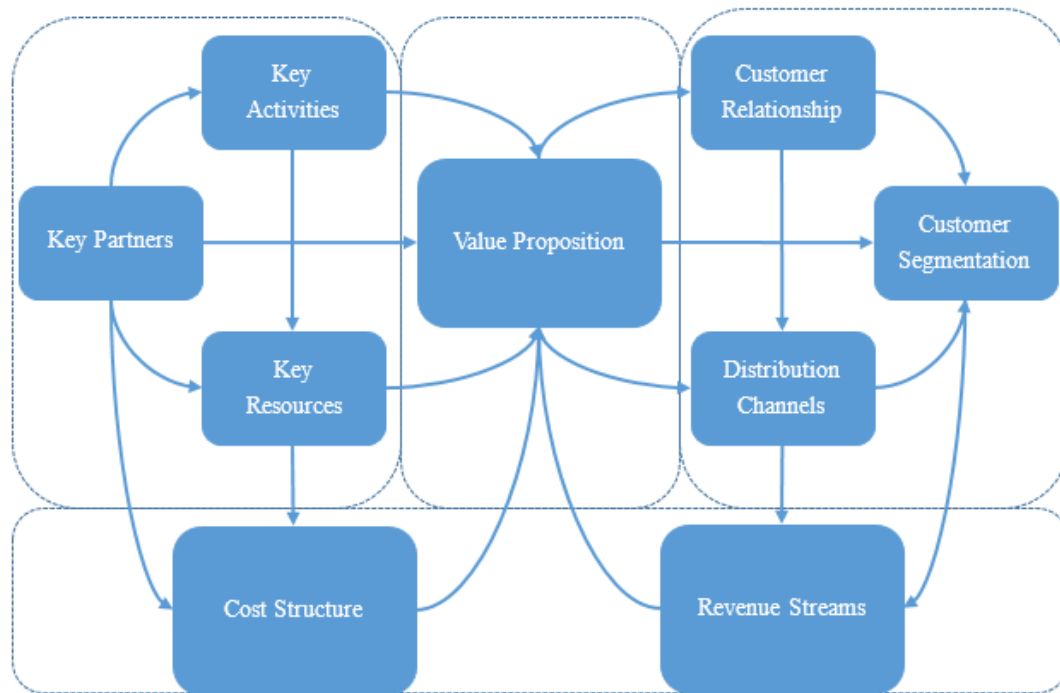 Key
Activities
Customer
Relationship
Key Partners
Value Proposition
Customer
Segmentation
Key
Resources
Distribution
Channels
Cost Structure
Revenue Streams